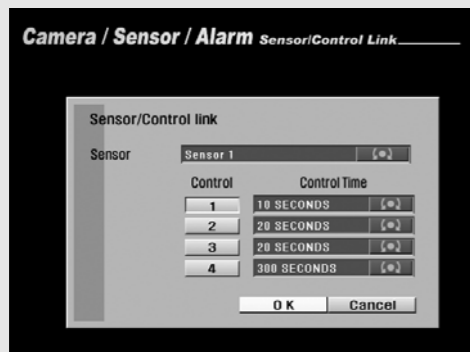 Camera / Sensor / Alarm Sensor/Control Link
Sensor/Control link
Sensor Sensor 1
Control Control Time
1 10 SECONDS
2 20 SECONDS
3 20 SECONDS
4 300 SECONDS
OK Cancel